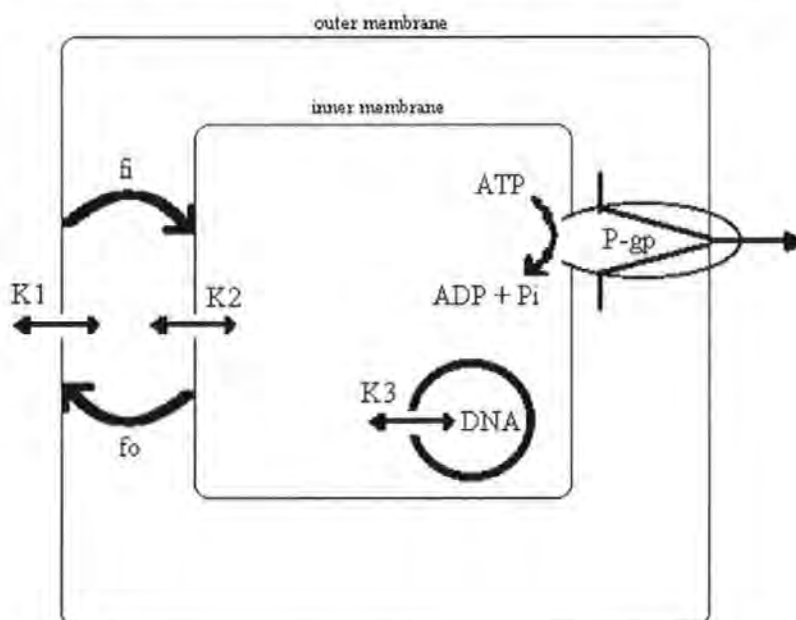 outer membrane
inner membrane
fi
ATP
P-gp
K1
K2
ADP + Pi
K3
DNA
fo